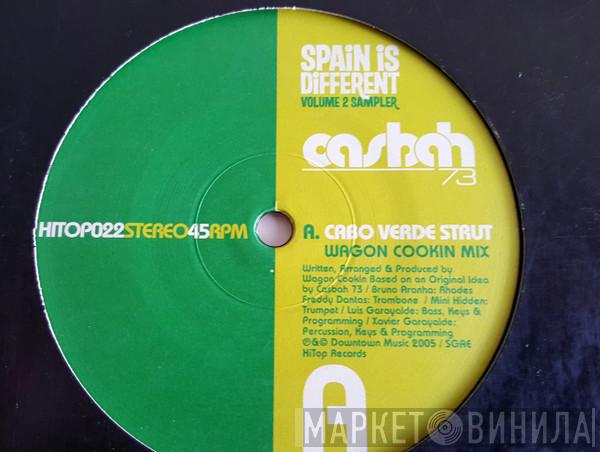 SPAIN IS
DIFFERENT
VOLUME 2 SAMPLER
casbah
73
HITOP022STEREO45RPM
A. CABO VERDE STRUT
WAGON COOKIN MIX
Written, Arranged & Produced by
Wagon Cookin Based on an Original Idea
by Casbah 73 / Bruno Aranha: Rhodes
Freddy Dantas: Trombone / Mini Hidden:
Trumpet / Luis Garayalde: Bass, Keys &
Programming / Xavier Garayalde:
Percussion, Keys & Programming
℗&© Downtown Music 2005 / SGAE
HiTop Records
A
МАРКЕТ ВИНИЛА